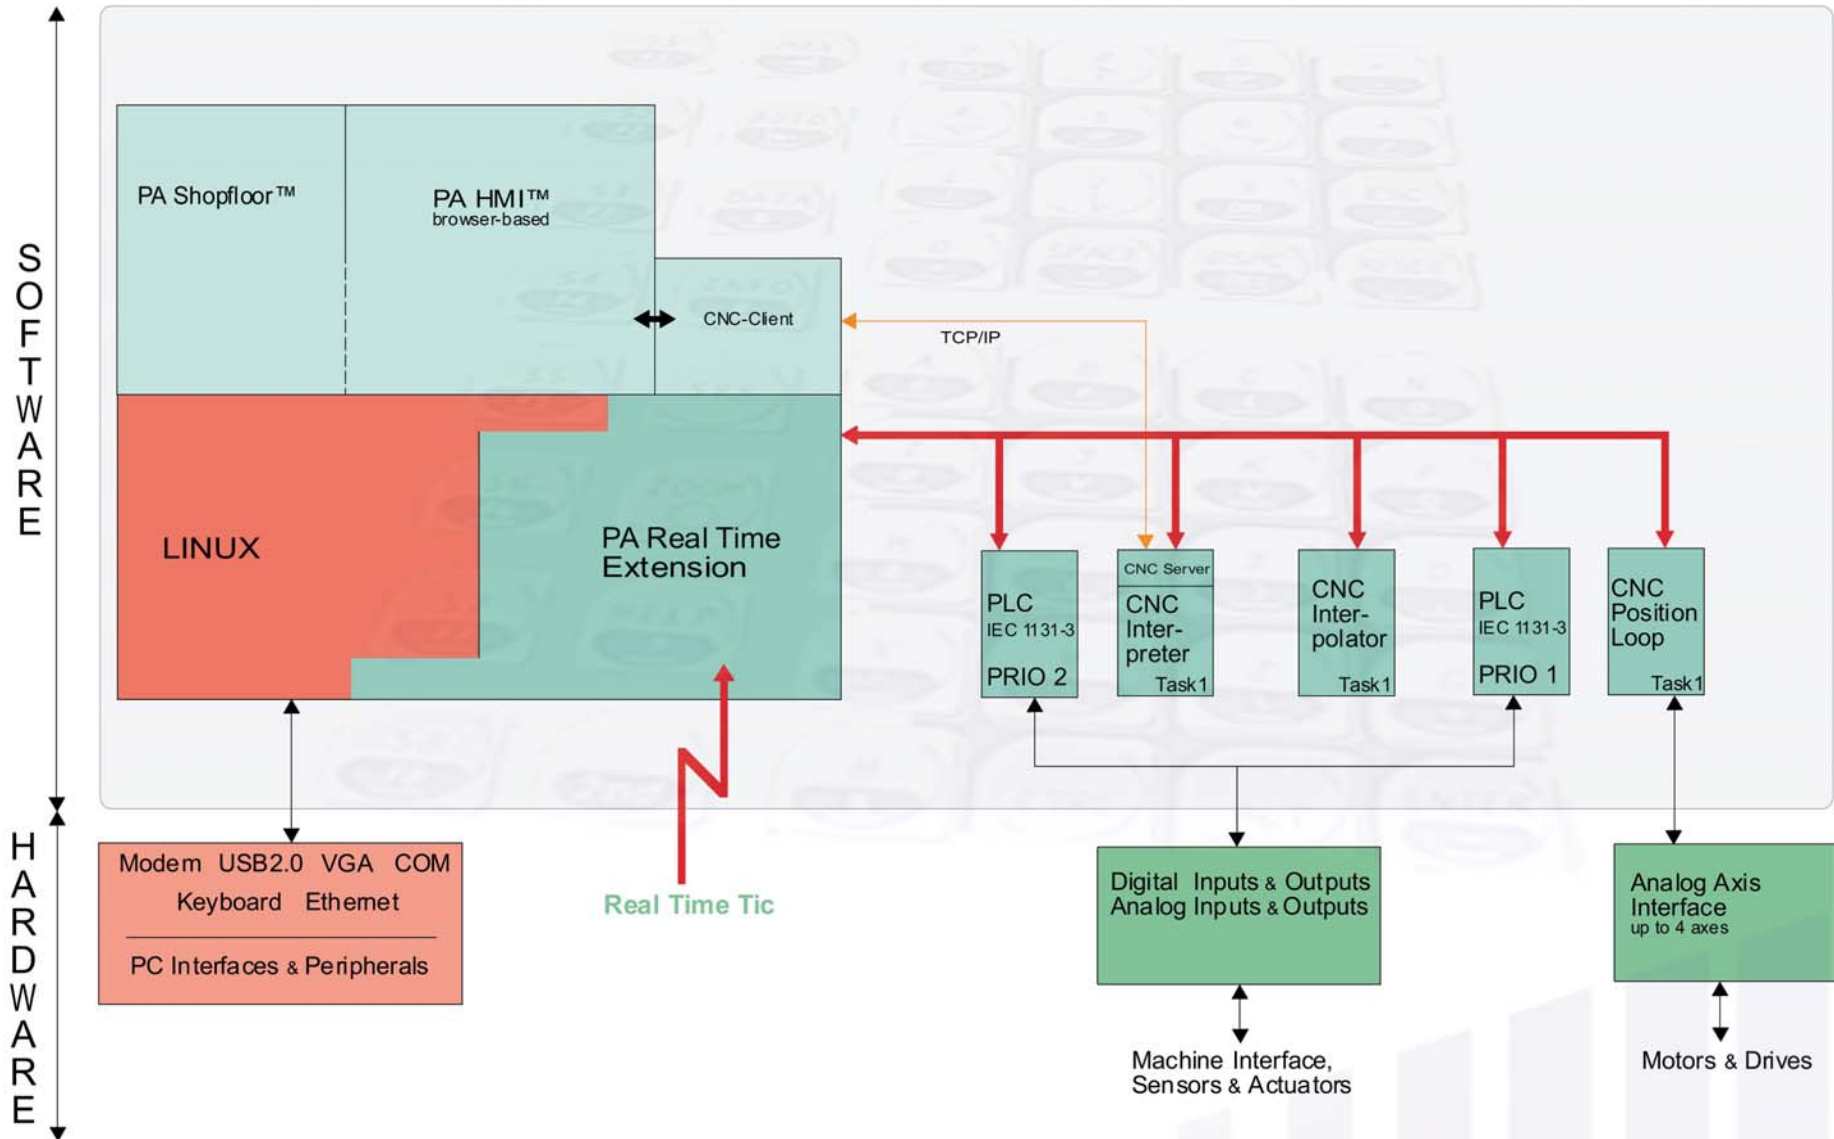 SOFTWARE
PA Shopfloor™
PA HMI™
browser-based
CNC-Client
TCP/IP
LINUX
PA Real Time
Extension
PLC
IEC 1131-3
PRIO 2
CNC Server
CNC
Inter-
preter
Task1
CNC
Inter-
polator
Task1
PLC
IEC 1131-3
PRIO 1
CNC
Position
Loop
Task1
HARDWARE
Modem USB2.0 VGA COM
Keyboard Ethernet
PC Interfaces & Peripherals
Real Time Tic
Digital Inputs & Outputs
Analog Inputs & Outputs
Machine Interface,
Sensors & Actuators
Analog Axis
Interface
up to 4 axes
Motors & Drives